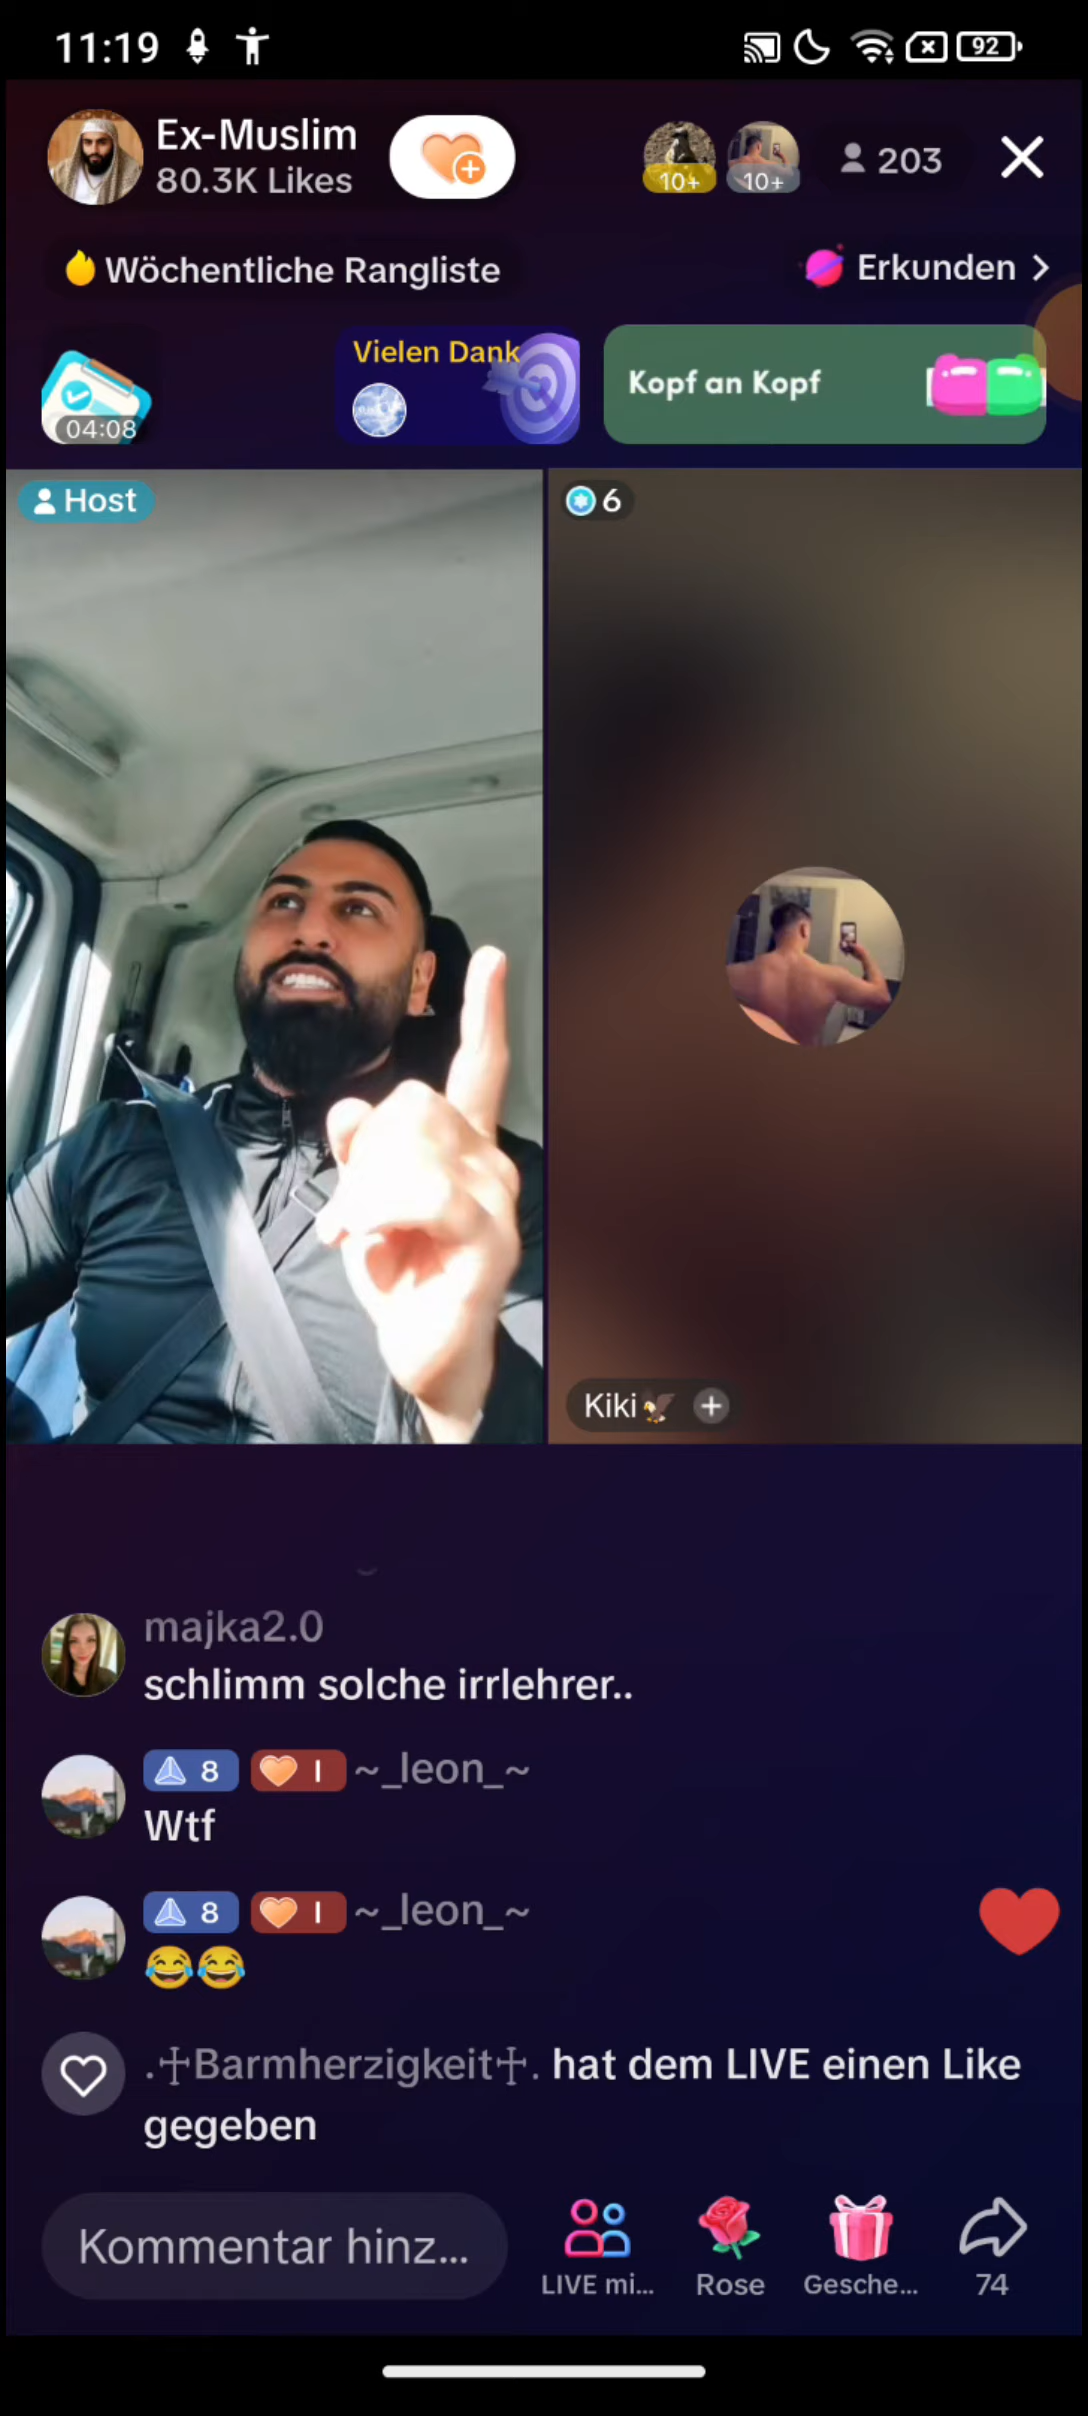 11:19
92
Ex-Muslim
80.3K Likes
10+
10+
203
Wöchentliche Rangliste
Erkunden >
04:08
Vielen Dank
Kopf an Kopf
Host
6
Kiki🦅 +
majka2.0
schlimm solche irrlehrer..
8 I ~_leon_~
Wtf
8 I ~_leon_~
😂😂
.☩Barmherzigkeit☩. hat dem LIVE einen Like
gegeben
Kommentar hinz...
LIVE mi...
Rose
Gesche...
74